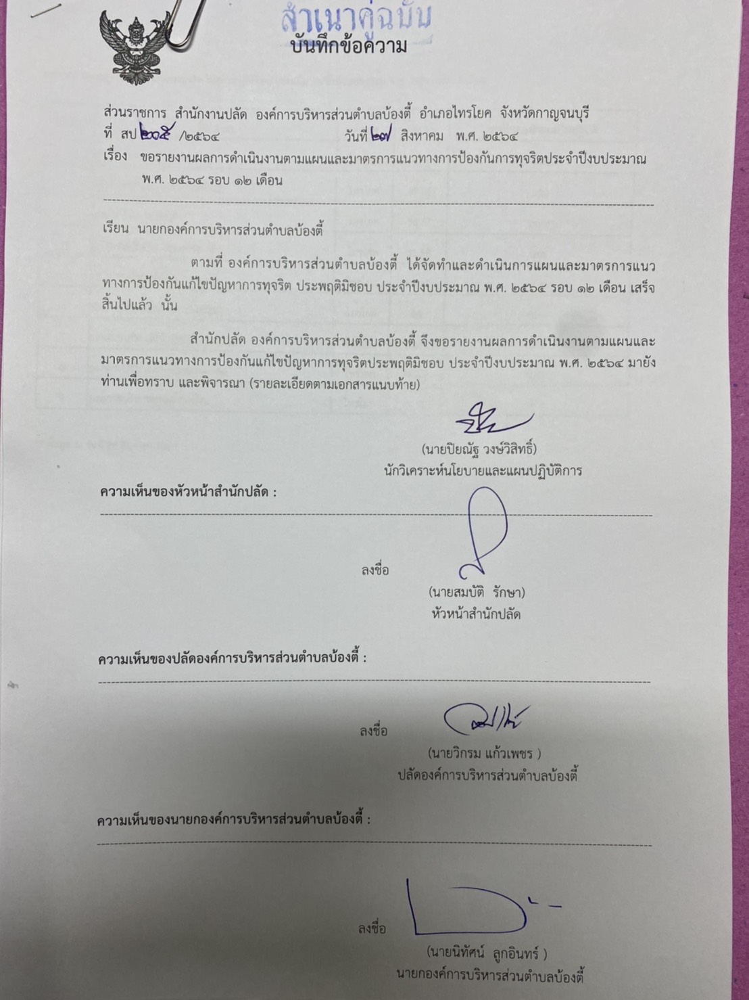 สำเนาคู่ฉบับ
บันทึกข้อความ
ส่วนราชการ สำนักงานปลัด องค์การบริหารส่วนตำบลบ้องตี้ อำเภอไทรโยค จังหวัดกาญจนบุรี
ที่ สป ๒๐๕ /๒๕๖๔ วันที่ ๒๗ สิงหาคม พ.ศ. ๒๕๖๔
เรื่อง ขอรายงานผลการดำเนินงานตามแผนและมาตรการแนวทางการป้องกันการทุจริตประจำปีงบประมาณ
พ.ศ. ๒๕๖๔ รอบ ๑๒ เดือน
เรียน นายกองค์การบริหารส่วนตำบลบ้องตี้
ตามที่ องค์การบริหารส่วนตำบลบ้องตี้ ได้จัดทำและดำเนินการแผนและมาตรการแนว
ทางการป้องกันแก้ไขปัญหาการทุจริต ประพฤติมิชอบ ประจำปีงบประมาณ พ.ศ. ๒๕๖๔ รอบ ๑๒ เดือน เสร็จ
สิ้นไปแล้ว นั้น
สำนักปลัด องค์การบริหารส่วนตำบลบ้องตี้ จึงขอรายงานผลการดำเนินงานตามแผนและ
มาตรการแนวทางการป้องกันแก้ไขปัญหาการทุจริตประพฤติมิชอบ ประจำปีงบประมาณ พ.ศ. ๒๕๖๔ มายัง
ท่านเพื่อทราบ และพิจารณา (รายละเอียดตามเอกสารแนบท้าย)
(นายปิยณัฐ วงษ์วิสิทธิ์)
นักวิเคราะห์นโยบายและแผนปฏิบัติการ
ความเห็นของหัวหน้าสำนักปลัด :
ลงชื่อ
(นายสมบัติ รักษา)
หัวหน้าสำนักปลัด
ความเห็นของปลัดองค์การบริหารส่วนตำบลบ้องตี้ :
ลงชื่อ
(นายวิกรม แก้วเพชร )
ปลัดองค์การบริหารส่วนตำบลบ้องตี้
ความเห็นของนายกองค์การบริหารส่วนตำบลบ้องตี้ :
ลงชื่อ
(นายนิทัศน์ ลูกอินทร์ )
นายกองค์การบริหารส่วนตำบลบ้องตี้